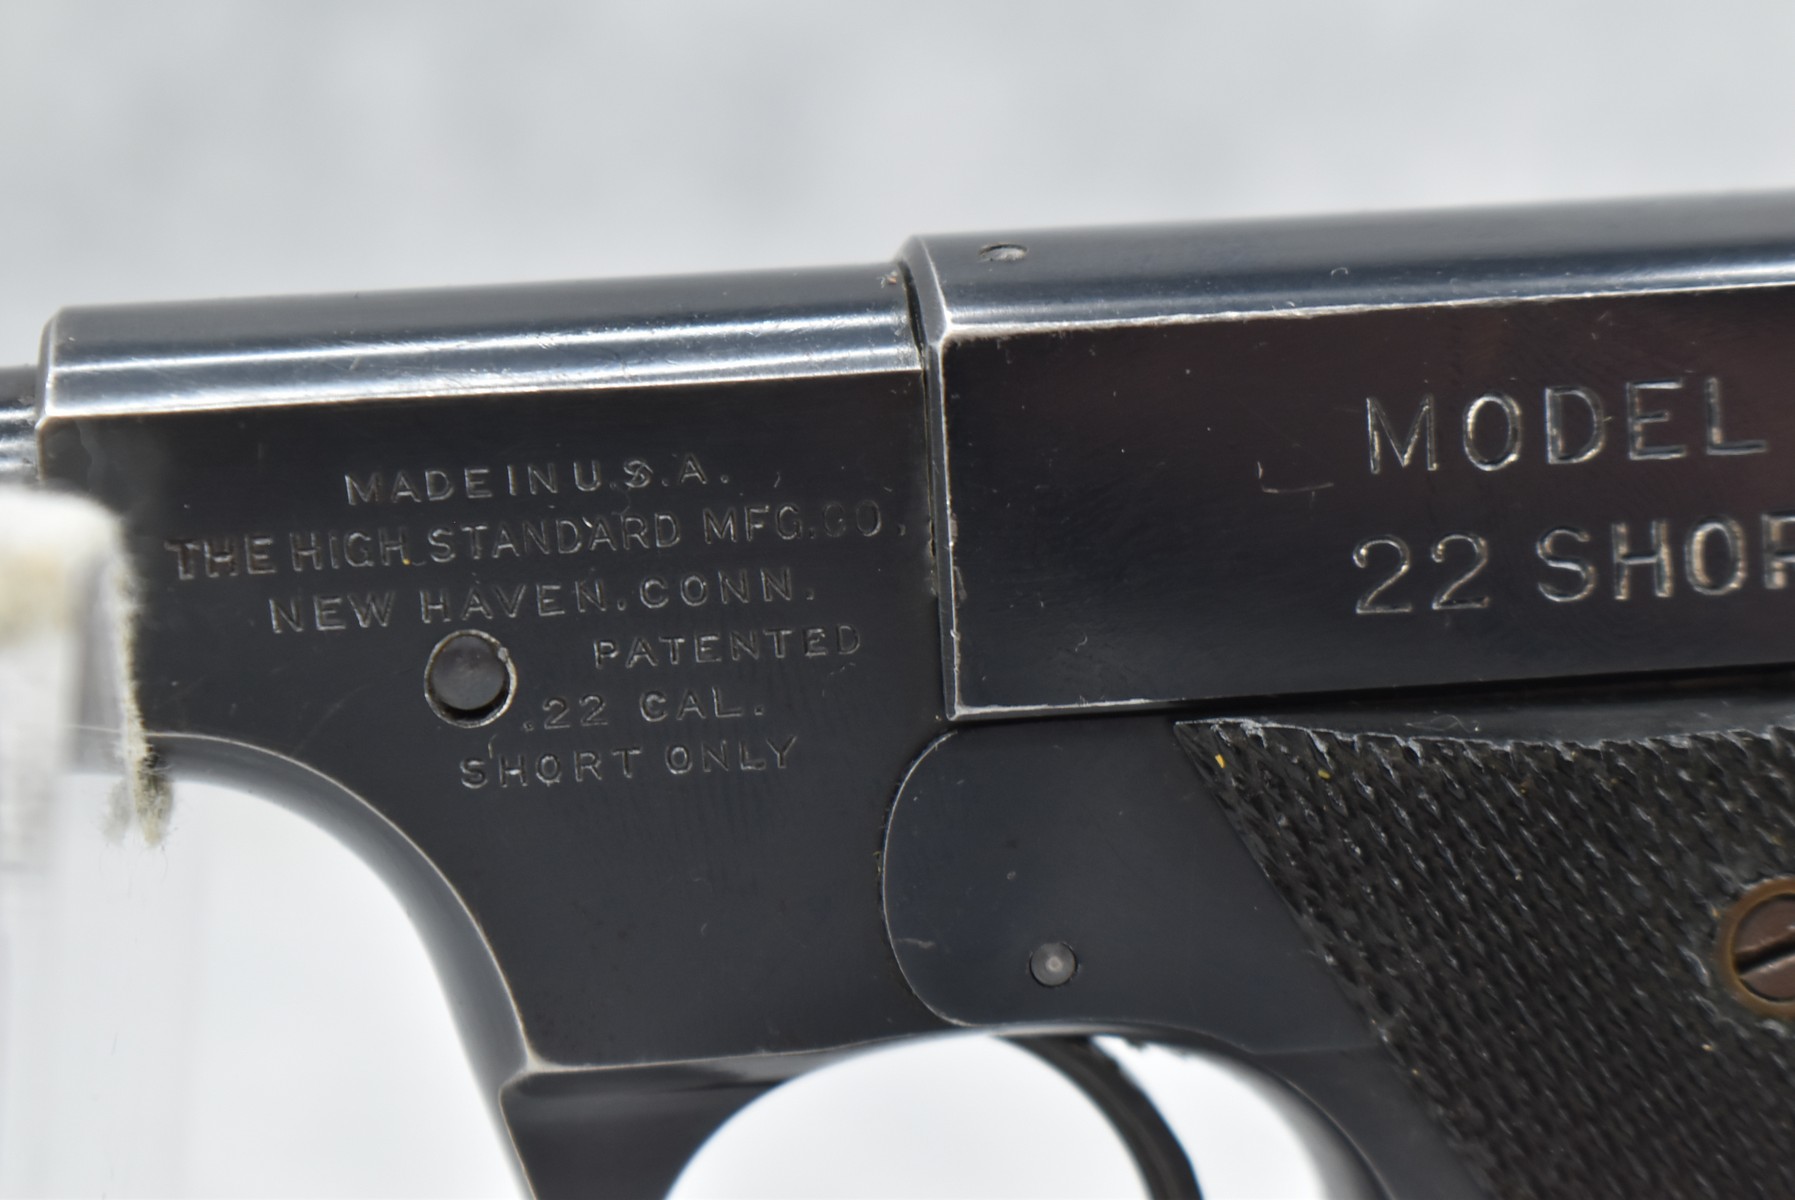 MADE IN U.S.A.
THE HIGH STANDARD MFG. CO.
NEW HAVEN. CONN.
PATENTED
.22 CAL.
SHORT ONLY
MODEL
22 SHOR